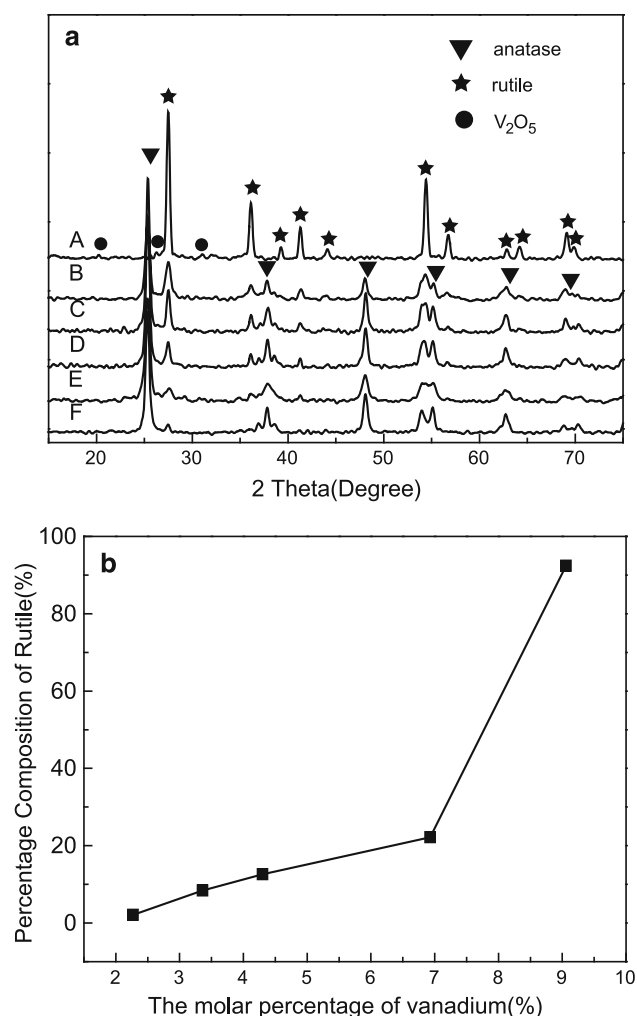 a
anatase
rutile
V₂O₅
A
B
C
D
E
F
20 30 40 50 60 70
2 Theta(Degree)
b
Percentage Composition of Rutile(%)
100
80
60
40
20
0
2 3 4 5 6 7 8 9 10
The molar percentage of vanadium(%)